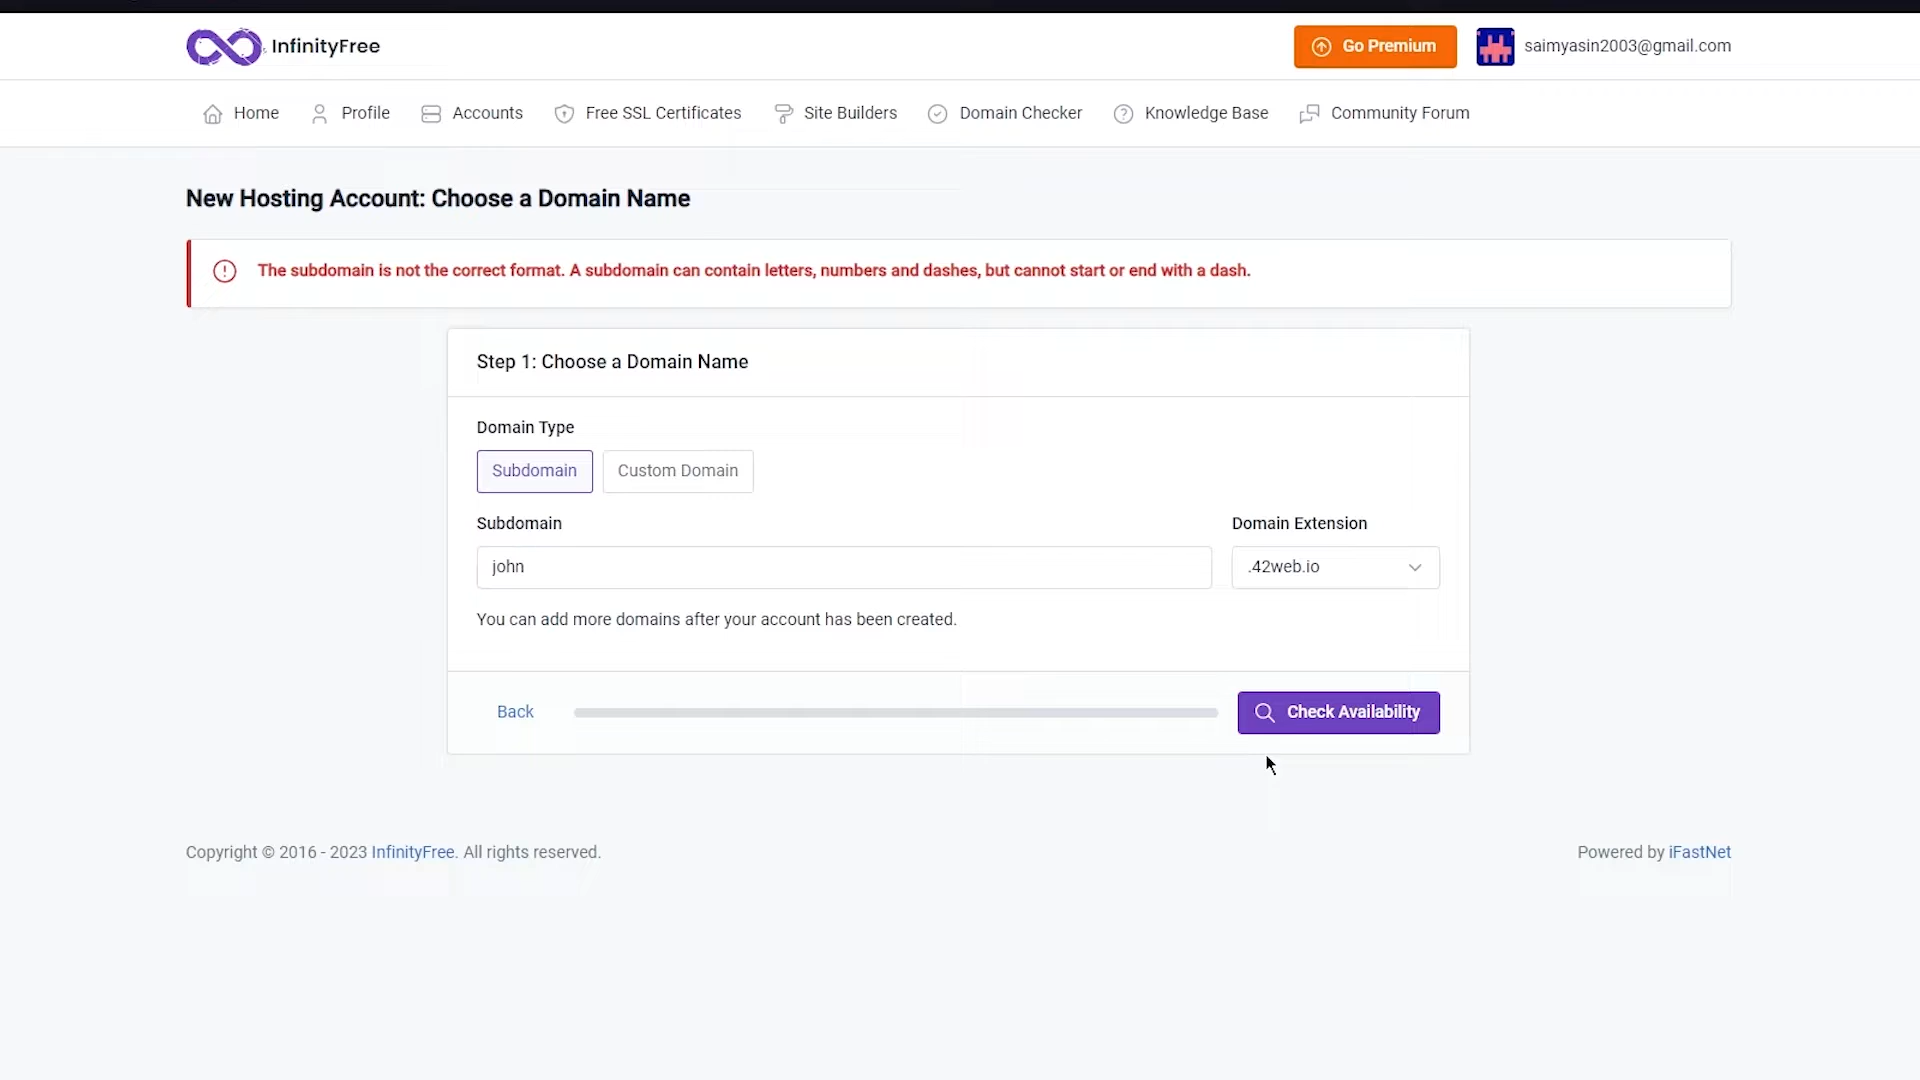 InfinityFree
Go Premium
saimyasin2003@gmail.com
Home
Profile
Accounts
Free SSL Certificates
Site Builders
Domain Checker
Knowledge Base
Community Forum
New Hosting Account: Choose a Domain Name
The subdomain is not the correct format. A subdomain can contain letters, numbers and dashes, but cannot start or end with a dash.
Step 1: Choose a Domain Name
Domain Type
Subdomain
Custom Domain
Subdomain
Domain Extension
john
.42web.io
You can add more domains after your account has been created.
Back
Check Availability
Copyright © 2016 - 2023 InfinityFree. All rights reserved.
Powered by iFastNet